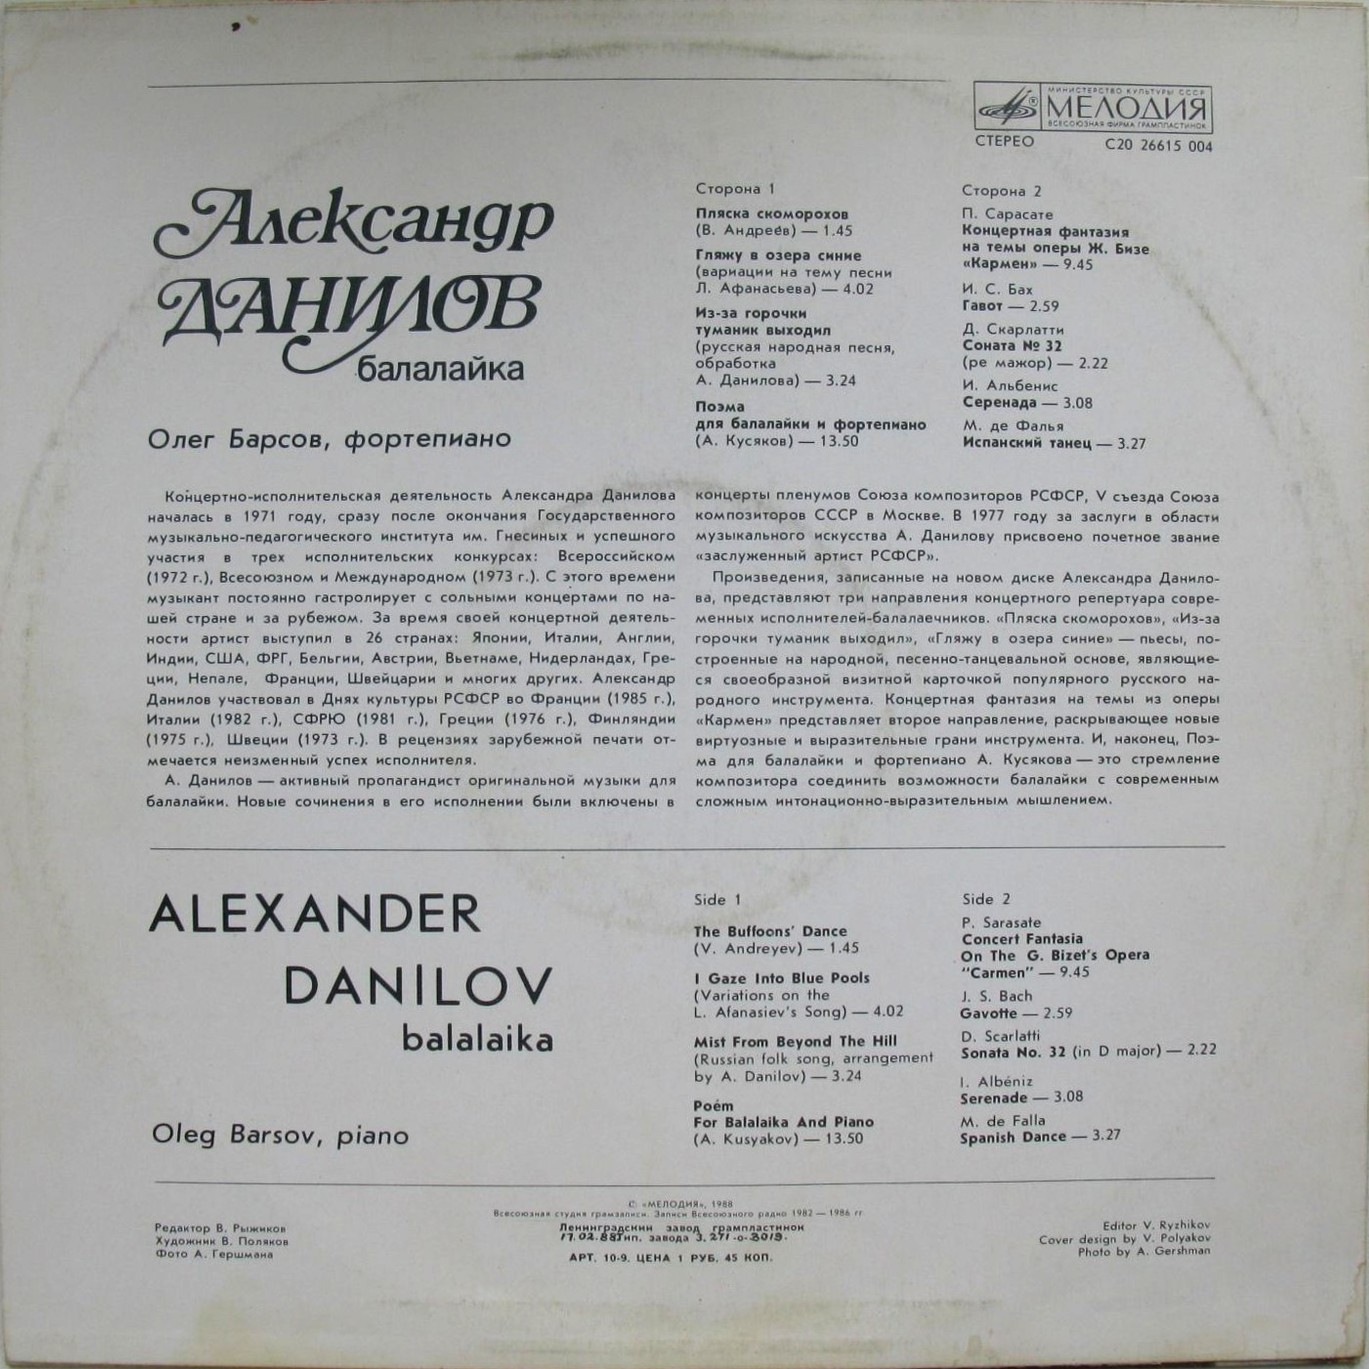 МИНИСТЕРСТВО КУЛЬТУРЫ СССР
МЕЛОДИЯ
ВСЕСОЮЗНАЯ ФИРМА ГРАМПЛАСТИНОК
СТЕРЕО С20 26615 004
Александр
ДАНИЛОВ
балалайка
Олег Барсов, фортепиано
Сторона 1
Пляска скоморохов
(В. Андреев) — 1.45
Гляжу в озера синие
(вариации на тему песни
Л. Афанасьева) — 4.02
Из-за горочки
туманик выходил
(русская народная песня,
обработка
А. Данилова) — 3.24
Поэма
для балалайки и фортепиано
(А. Кусяков) — 13.50
Сторона 2
П. Сарасате
Концертная фантазия
на темы оперы Ж. Бизе
«Кармен» — 9.45
И. С. Бах
Гавот — 2.59
Д. Скарлатти
Соната № 32
(ре мажор) — 2.22
И. Альбенис
Серенада — 3.08
М. де Фалья
Испанский танец — 3.27
Концертно-исполнительская деятельность Александра Данилова
началась в 1971 году, сразу после окончания Государственного
музыкально-педагогического института им. Гнесиных и успешного
участия в трех исполнительских конкурсах: Всероссийском
(1972 г.), Всесоюзном и Международном (1973 г.). С этого времени
музыкант постоянно гастролирует с сольными концертами по на-
шей стране и за рубежом. За время своей концертной деятель-
ности артист выступил в 26 странах: Японии, Италии, Англии,
Индии, США, ФРГ, Бельгии, Австрии, Вьетнаме, Нидерландах, Гре-
ции, Непале, Франции, Швейцарии и многих других. Александр
Данилов участвовал в Днях культуры РСФСР во Франции (1985 г.),
Италии (1982 г.), СФРЮ (1981 г.), Греции (1976 г.), Финляндии
(1975 г.), Швеции (1973 г.). В рецензиях зарубежной печати от-
мечается неизменный успех исполнителя.
А. Данилов — активный пропагандист оригинальной музыки для
балалайки. Новые сочинения в его исполнении были включены в
концерты пленумов Союза композиторов РСФСР, V съезда Союза
композиторов СССР в Москве. В 1977 году за заслуги в области
музыкального искусства А. Данилову присвоено почетное звание
«заслуженный артист РСФСР».
Произведения, записанные на новом диске Александра Данило-
ва, представляют три направления концертного репертуара совре-
менных исполнителей-балалаечников. «Пляска скоморохов», «Из-за
горочки туманик выходил», «Гляжу в озера синие» — пьесы, по-
строенные на народной, песенно-танцевальной основе, являющие-
ся своеобразной визитной карточкой популярного русского на-
родного инструмента. Концертная фантазия на темы из оперы
«Кармен» представляет второе направление, раскрывающее новые
виртуозные и выразительные грани инструмента. И, наконец, Поэ-
ма для балалайки и фортепиано А. Кусякова — это стремление
композитора соединить возможности балалайки с современным
сложным интонационно-выразительным мышлением.
ALEXANDER
DANILOV
balalaika
Oleg Barsov, piano
Side 1
The Buffoons' Dance
(V. Andreyev) — 1.45
I Gaze Into Blue Pools
(Variations on the
L. Afanasiev's Song) — 4.02
Mist From Beyond The Hill
(Russian folk song, arrangement
by A. Danilov) — 3.24
Poém
For Balalaika And Piano
(A. Kusyakov) — 13.50
Side 2
P. Sarasate
Concert Fantasia
On The G. Bizet's Opera
"Carmen" — 9.45
J. S. Bach
Gavotte — 2.59
D. Scarlatti
Sonata No. 32 (in D major) — 2.22
I. Albéniz
Serenade — 3.08
M. de Falla
Spanish Dance — 3.27
Редактор В. Рыжиков
Художник В. Поляков
Фото А. Гершмана
С «МЕЛОДИЯ», 1988
Всесоюзная студия грамзаписи. Записи Всесоюзного радио 1982 — 1986 гг.
Ленинградский завод грампластинок
17.02.88 Тип. завода З. 271-0-3019.
АРТ. 10-9. ЦЕНА 1 РУБ. 45 КОП.
Editor V. Ryzhikov
Cover design by V. Polyakov
Photo by A. Gershman